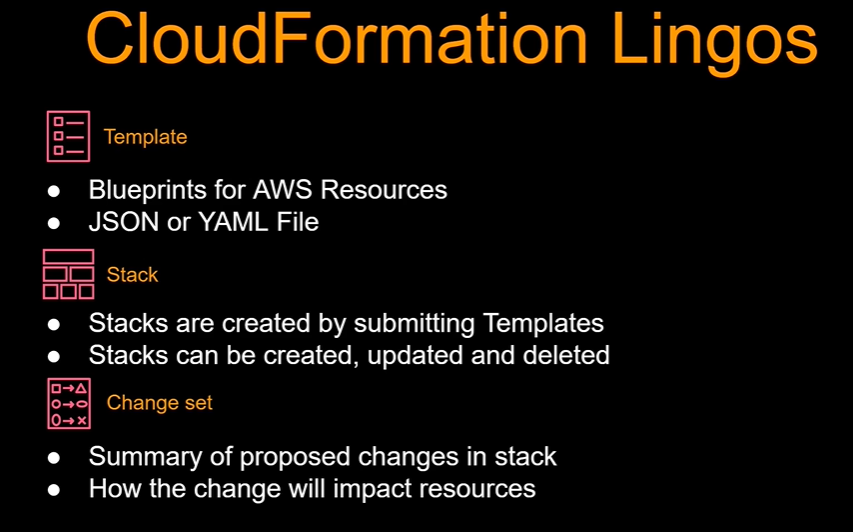 CloudFormation Lingos
Template
● Blueprints for AWS Resources
● JSON or YAML File
Stack
● Stacks are created by submitting Templates
● Stacks can be created, updated and deleted
Change set
● Summary of proposed changes in stack
● How the change will impact resources